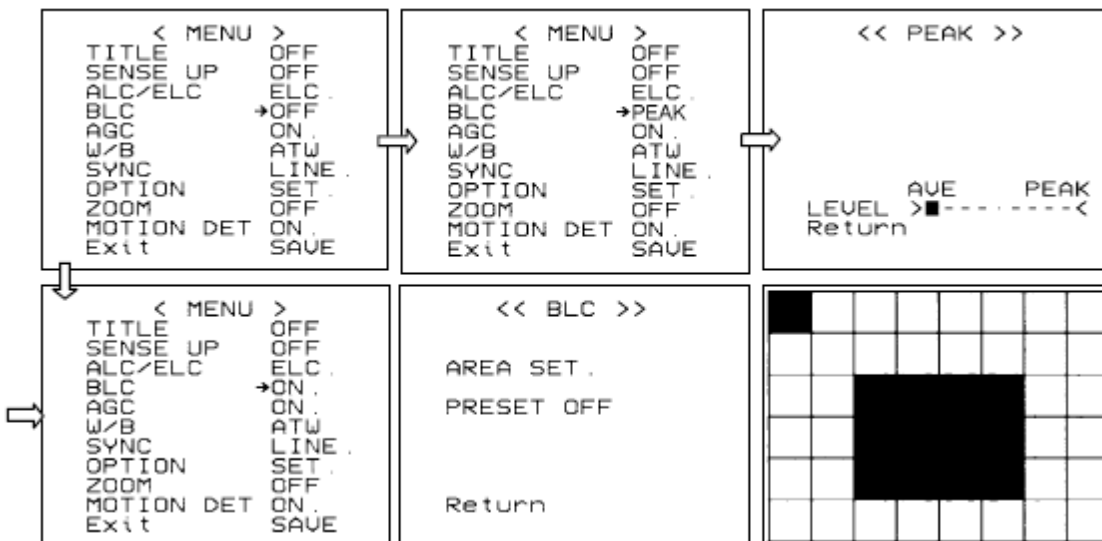 < MENU >
TITLE OFF
SENSE UP OFF
ALC/ELC ELC.
BLC →OFF
AGC ON.
W/B ATW
SYNC LINE.
OPTION SET.
ZOOM OFF
MOTION DET ON.
Exit SAVE
< MENU >
TITLE OFF
SENSE UP OFF
ALC/ELC ELC.
BLC →PEAK
AGC ON.
W/B ATW
SYNC LINE.
OPTION SET.
ZOOM OFF
MOTION DET ON.
Exit SAVE
<< PEAK >>
AVE PEAK
LEVEL >■---------<
Return
< MENU >
TITLE OFF
SENSE UP OFF
ALC/ELC ELC.
BLC →ON.
AGC ON.
W/B ATW
SYNC LINE.
OPTION SET.
ZOOM OFF
MOTION DET ON.
Exit SAVE
<< BLC >>
AREA SET.
PRESET OFF
Return